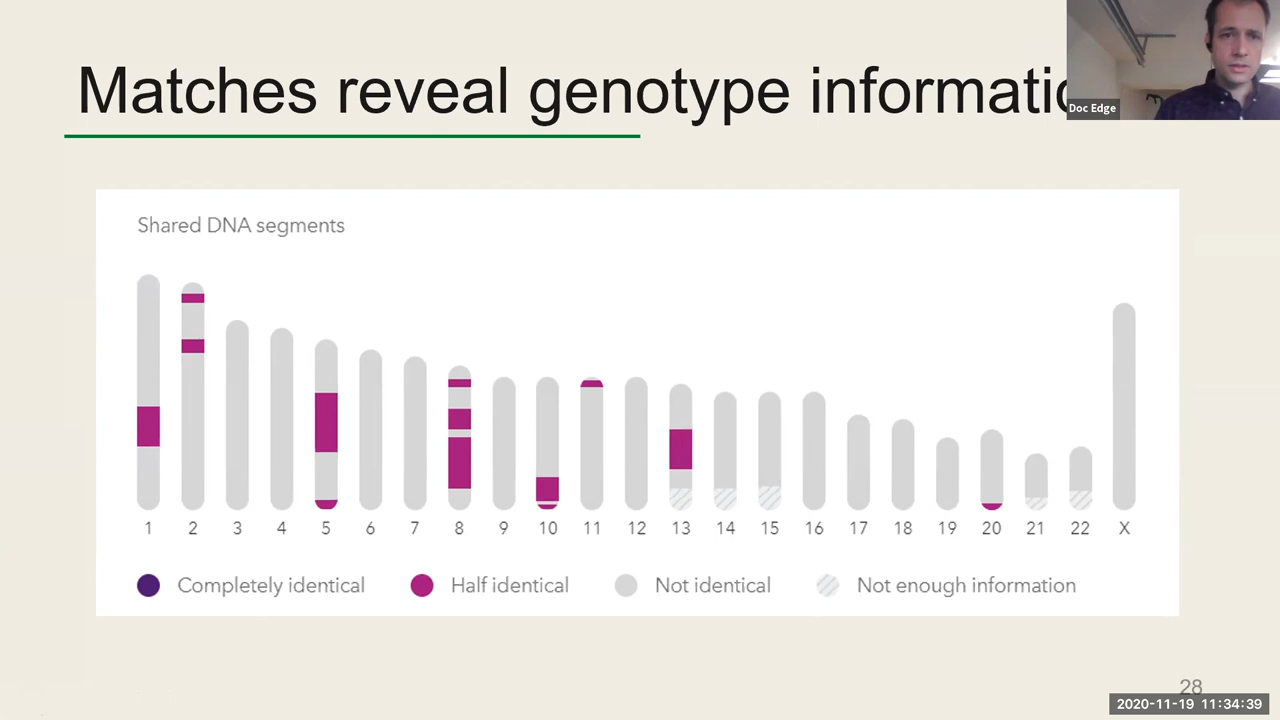 Matches reveal genotype informatio
Doc Edge
Shared DNA segments
1 2 3 4 5 6 7 8 9 10 11 12 13 14 15 16 17 18 19 20 21 22 X
Completely identical Half identical Not identical Not enough information
28
2020-11-19 11:34:39